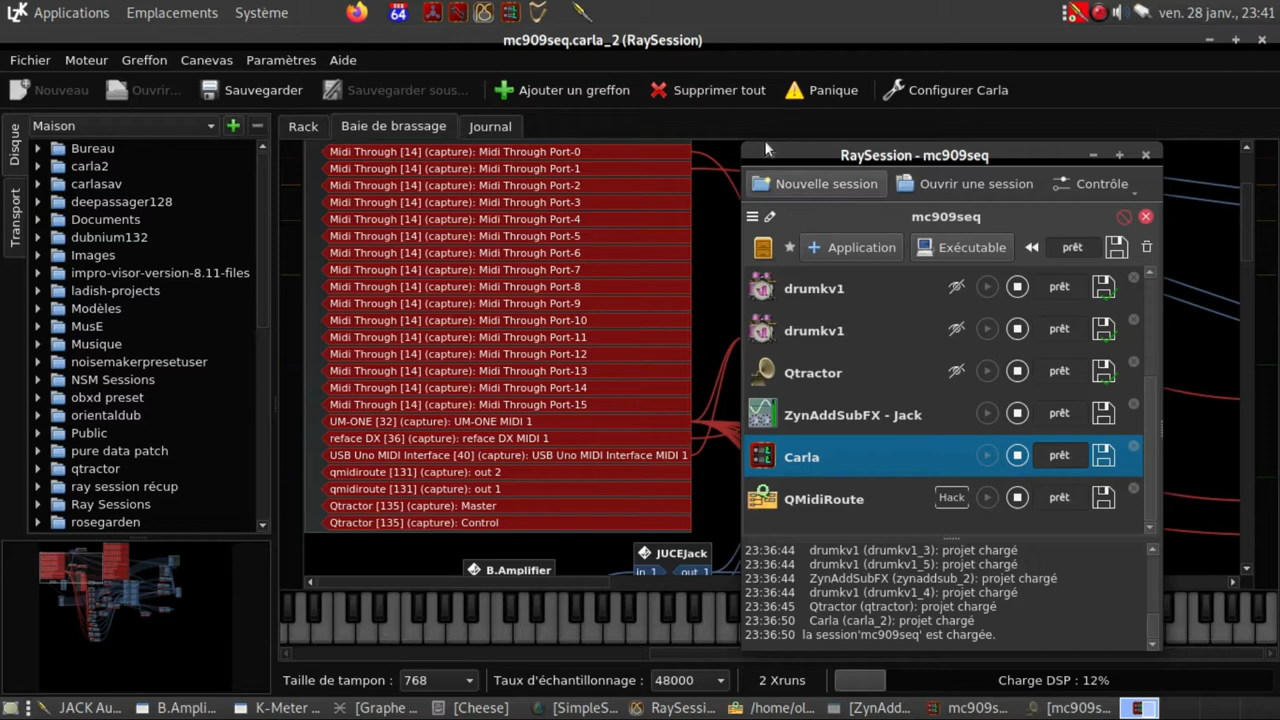 Applications Emplacements Système 64 ven. 28 janv., 23:41
mc909seq.carla_2 (RaySession)
Fichier Moteur Greffon Canevas Paramètres Aide
Nouveau Ouvrir... Sauvegarder Sauvegarder sous... Ajouter un greffon Supprimer tout Panique Configurer Carla
Disque
Transport
Maison
Bureau
carla2
carlasav
deepassager128
Documents
dubnium132
Images
impro-visor-version-8.11-files
ladish-projects
Modèles
MusE
Musique
noisemakerpresetuser
NSM Sessions
obxd preset
orientaldub
Public
pure data patch
qtractor
ray session récup
Ray Sessions
rosegarden
Rack Baie de brassage Journal
Midi Through [14] (capture): Midi Through Port-0
Midi Through [14] (capture): Midi Through Port-1
Midi Through [14] (capture): Midi Through Port-2
Midi Through [14] (capture): Midi Through Port-3
Midi Through [14] (capture): Midi Through Port-4
Midi Through [14] (capture): Midi Through Port-5
Midi Through [14] (capture): Midi Through Port-6
Midi Through [14] (capture): Midi Through Port-7
Midi Through [14] (capture): Midi Through Port-8
Midi Through [14] (capture): Midi Through Port-9
Midi Through [14] (capture): Midi Through Port-10
Midi Through [14] (capture): Midi Through Port-11
Midi Through [14] (capture): Midi Through Port-12
Midi Through [14] (capture): Midi Through Port-13
Midi Through [14] (capture): Midi Through Port-14
Midi Through [14] (capture): Midi Through Port-15
UM-ONE [32] (capture): UM-ONE MIDI 1
reface DX [36] (capture): reface DX MIDI 1
USB Uno MIDI Interface [40] (capture): USB Uno MIDI Interface MIDI 1
qmidiroute [131] (capture): out 2
qmidiroute [131] (capture): out 1
Qtractor [135] (capture): Master
Qtractor [135] (capture): Control
JUCEJack
B.Amplifier in 1 out 1
RaySession - mc909seq
Nouvelle session Ouvrir une session Contrôle
mc909seq
Application Exécutable prêt
drumkv1 prêt
drumkv1 prêt
Qtractor prêt
ZynAddSubFX - Jack prêt
Carla prêt
QMidiRoute Hack prêt
23:36:44 drumkv1 (drumkv1_3): projet chargé
23:36:44 drumkv1 (drumkv1_5): projet chargé
23:36:44 ZynAddSubFX (zynaddsub_2): projet chargé
23:36:44 drumkv1 (drumkv1_4): projet chargé
23:36:45 Qtractor (qtractor): projet chargé
23:36:50 Carla (carla_2): projet chargé
23:36:50 la session'mc909seq' est chargée.
Taille de tampon : 768 Taux d'échantillonnage : 48000 2 Xruns Charge DSP : 12%
JACK Au... B.Ampli... K-Meter ... [Graphe ... [Cheese] [SimpleS... RaySessi... /home/ol... [ZynAdd... mc909s... [mc909s...